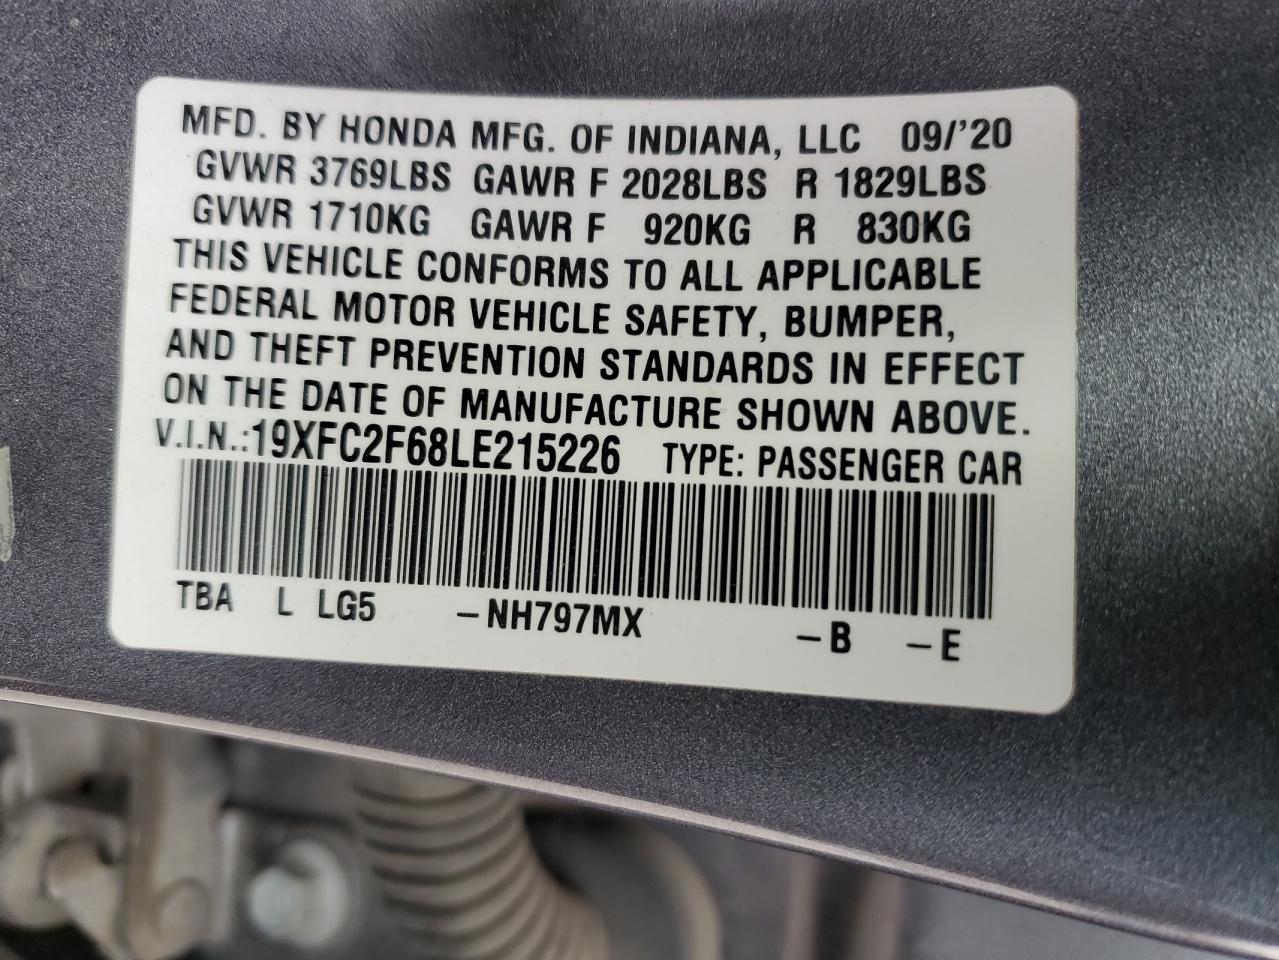 MFD. BY HONDA MFG. OF INDIANA, LLC 09/'20
GVWR 3769LBS GAWR F 2028LBS R 1829LBS
GVWR 1710KG GAWR F 920KG R 830KG
THIS VEHICLE CONFORMS TO ALL APPLICABLE
FEDERAL MOTOR VEHICLE SAFETY, BUMPER,
AND THEFT PREVENTION STANDARDS IN EFFECT
ON THE DATE OF MANUFACTURE SHOWN ABOVE.
V.I.N.:19XFC2F68LE215226 TYPE: PASSENGER CAR
TBA L LG5 –NH797MX –B –E